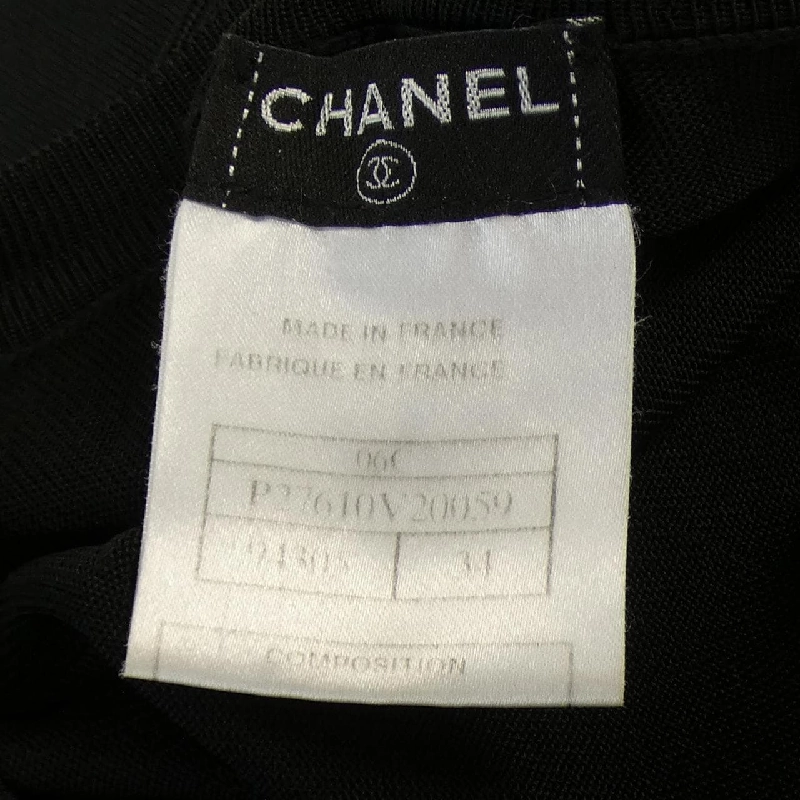 CHANEL
MADE IN FRANCE
FABRIQUE EN FRANCE
06C
P27610V20059
34
COMPOSITION